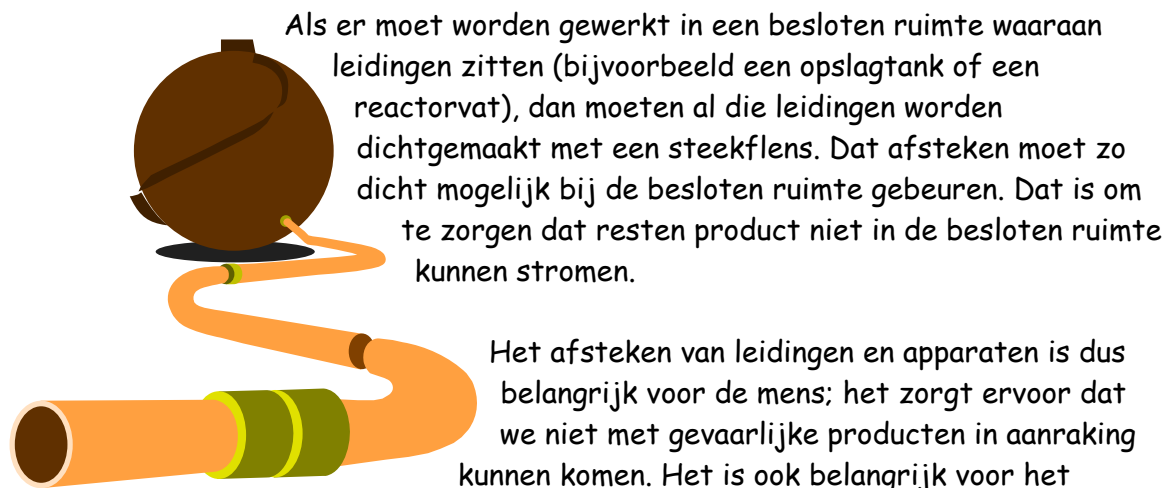 Als er moet worden gewerkt in een besloten ruimte waaraan
leidingen zitten (bijvoorbeeld een opslagtank of een
reactorvat), dan moeten al die leidingen worden
dichtgemaakt met een steekflens. Dat afsteken moet zo
dicht mogelijk bij de besloten ruimte gebeuren. Dat is om
te zorgen dat resten product niet in de besloten ruimte
kunnen stromen.
Het afsteken van leidingen en apparaten is dus
belangrijk voor de mens; het zorgt ervoor dat
we niet met gevaarlijke producten in aanraking
kunnen komen. Het is ook belangrijk voor het